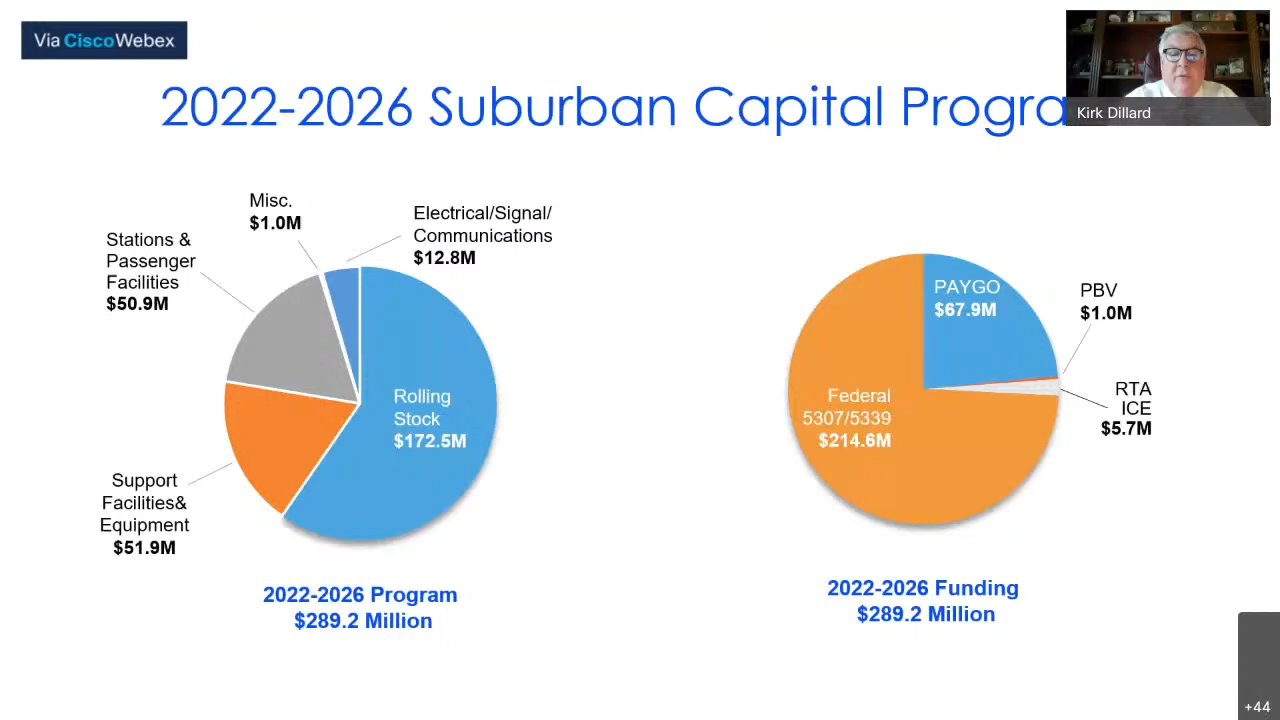 Via CiscoWebex
Kirk Dillard
2022-2026 Suburban Capital Progra
Misc.
$1.0M
Electrical/Signal/
Communications
$12.8M
Stations &
Passenger
Facilities
$50.9M
Rolling
Stock
$172.5M
Support
Facilities&
Equipment
$51.9M
2022-2026 Program
$289.2 Million
PAYGO
$67.9M
PBV
$1.0M
RTA
ICE
$5.7M
Federal
5307/5339
$214.6M
2022-2026 Funding
$289.2 Million
+44